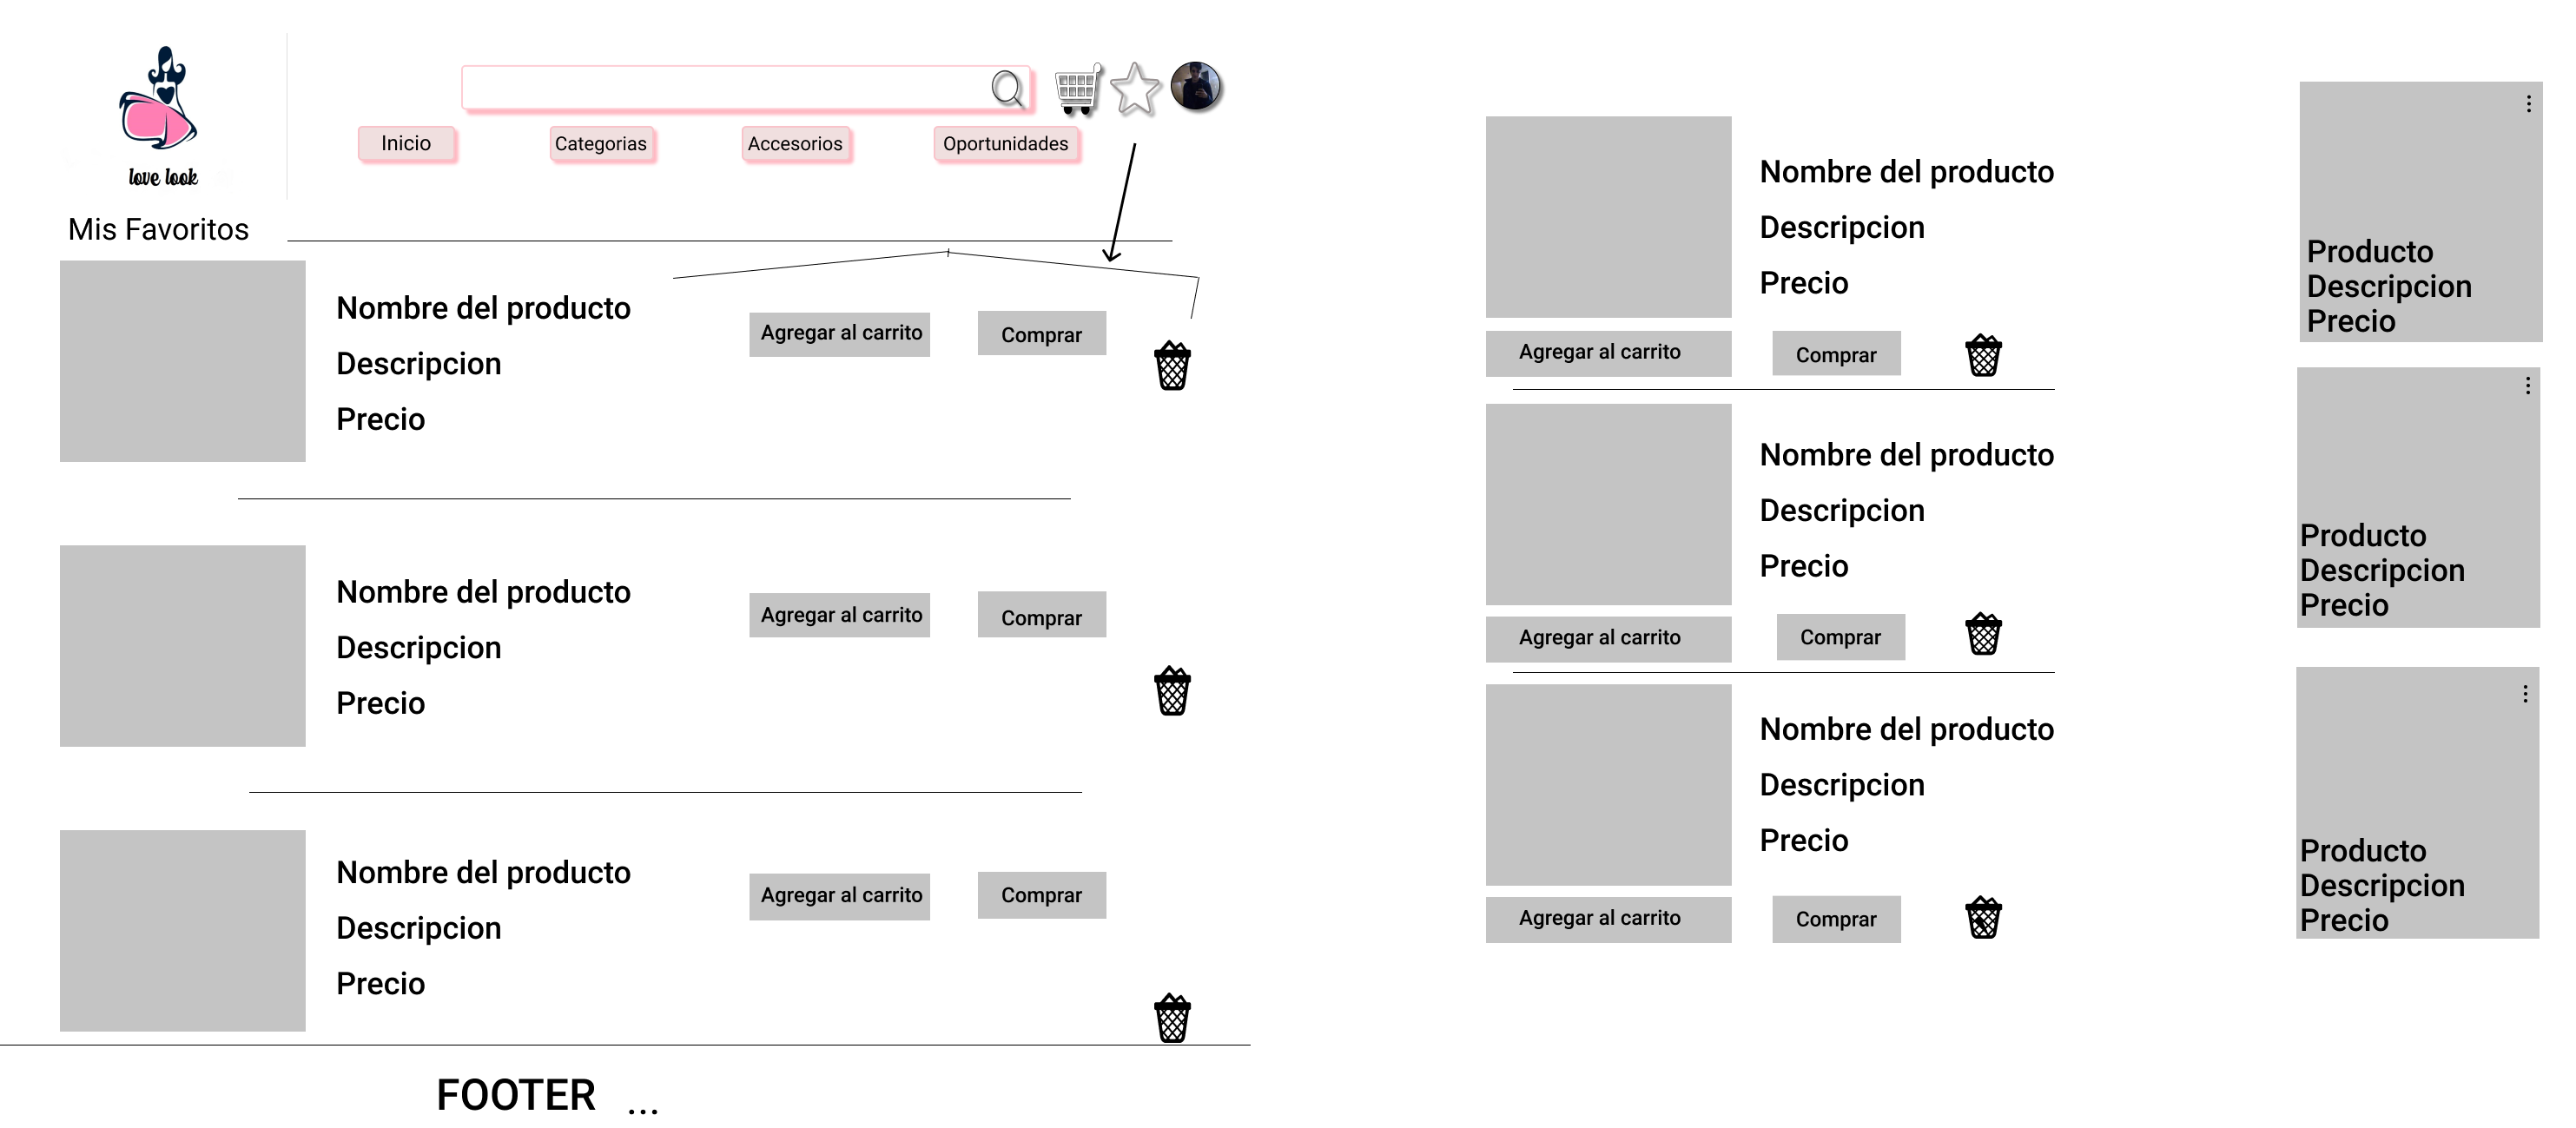 love look
Inicio
Categorias
Accesorios
Oportunidades
Mis Favoritos
Nombre del producto
Descripcion
Precio
Agregar al carrito
Comprar
Nombre del producto
Descripcion
Precio
Agregar al carrito
Comprar
Nombre del producto
Descripcion
Precio
Agregar al carrito
Comprar
FOOTER ...
Nombre del producto
Descripcion
Precio
Agregar al carrito
Comprar
Nombre del producto
Descripcion
Precio
Agregar al carrito
Comprar
Nombre del producto
Descripcion
Precio
Agregar al carrito
Comprar
Producto
Descripcion
Precio
Producto
Descripcion
Precio
Producto
Descripcion
Precio